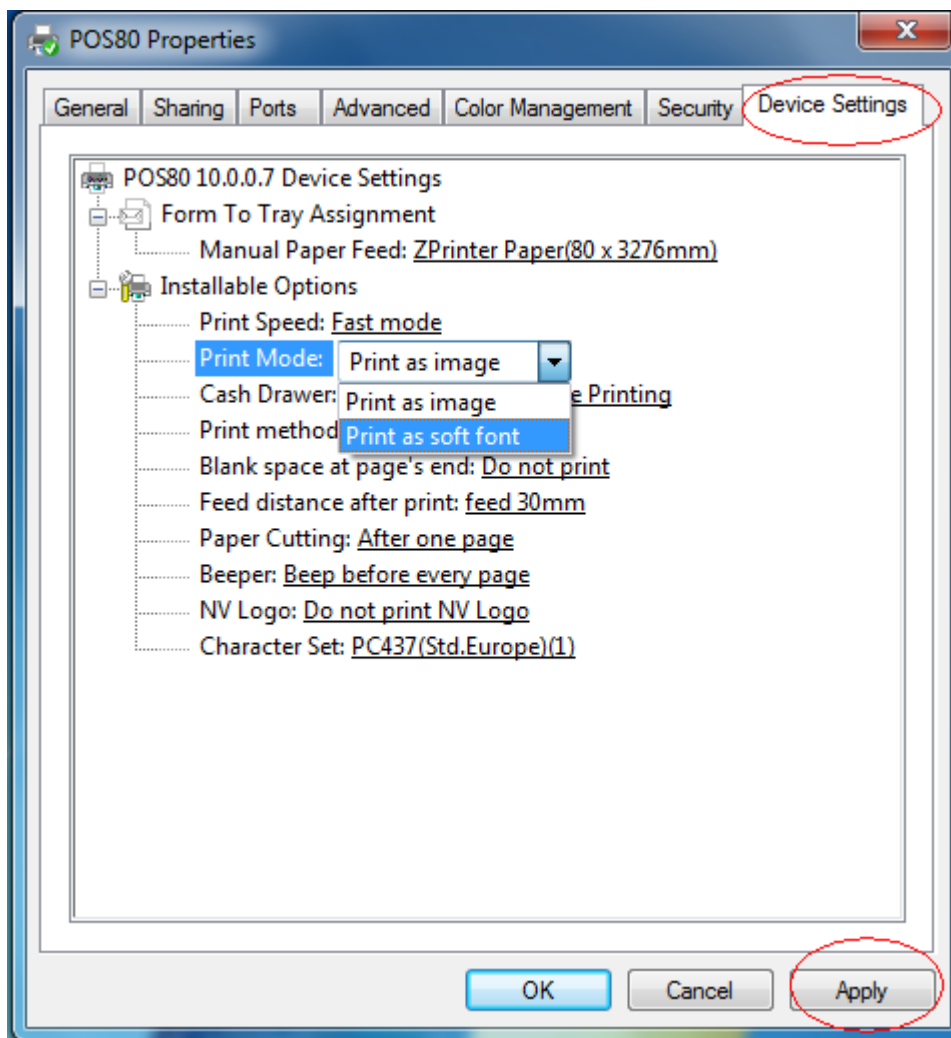 POS80 Properties
General Sharing Ports Advanced Color Management Security Device Settings
POS80 10.0.0.7 Device Settings
Form To Tray Assignment
Manual Paper Feed: ZPrinter Paper(80 x 3276mm)
Installable Options
Print Speed: Fast mode
Print Mode: Print as image
Cash Drawer: Print as image e Printing
Print method Print as soft font
Blank space at page's end: Do not print
Feed distance after print: feed 30mm
Paper Cutting: After one page
Beeper: Beep before every page
NV Logo: Do not print NV Logo
Character Set: PC437(Std.Europe)(1)
OK Cancel Apply